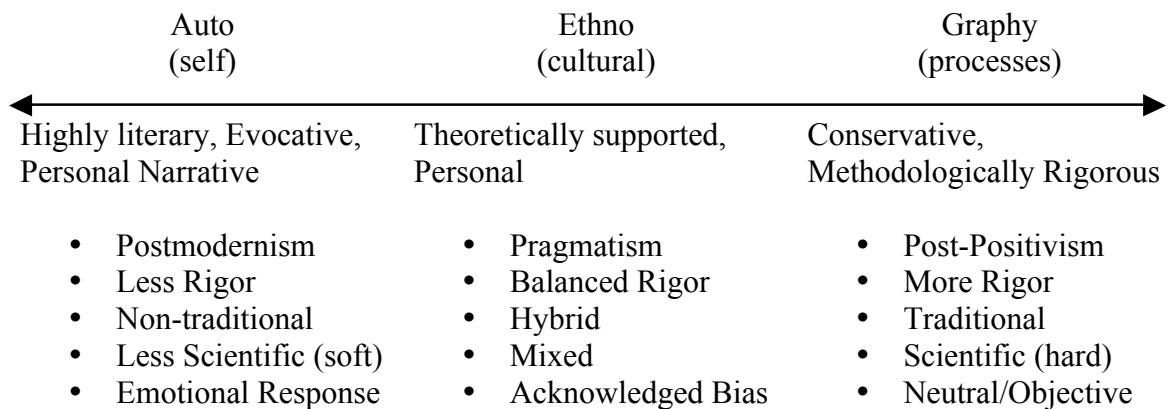 Auto Ethno Graphy
(self) (cultural) (processes)
Highly literary, Evocative, Theoretically supported, Conservative,
Personal Narrative Personal Methodologically Rigorous
• Postmodernism • Pragmatism • Post-Positivism
• Less Rigor • Balanced Rigor • More Rigor
• Non-traditional • Hybrid • Traditional
• Less Scientific (soft) • Mixed • Scientific (hard)
• Emotional Response • Acknowledged Bias • Neutral/Objective